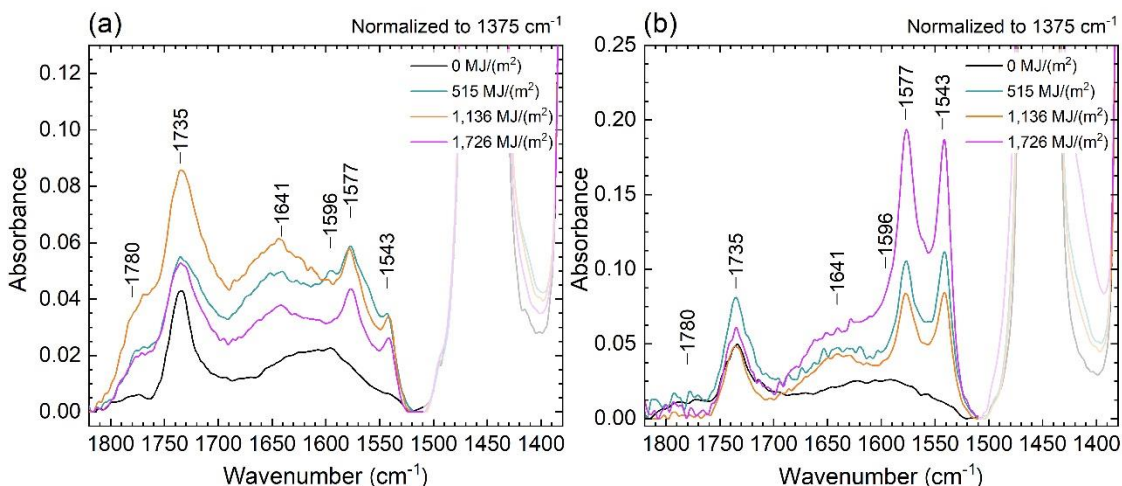 (a)
Normalized to 1375 cm⁻¹
0 MJ/(m²)
515 MJ/(m²)
1,136 MJ/(m²)
1,726 MJ/(m²)
1780
1735
1641
1596
1577
1543
0.12
0.10
0.08
0.06
0.04
0.02
0.00
Absorbance
1800 1750 1700 1650 1600 1550 1500 1450 1400
Wavenumber (cm⁻¹)
(b)
Normalized to 1375 cm⁻¹
0 MJ/(m²)
515 MJ/(m²)
1,136 MJ/(m²)
1,726 MJ/(m²)
1780
1735
1641
1596
1577
1543
0.25
0.20
0.15
0.10
0.05
0.00
Absorbance
1800 1750 1700 1650 1600 1550 1500 1450 1400
Wavenumber (cm⁻¹)